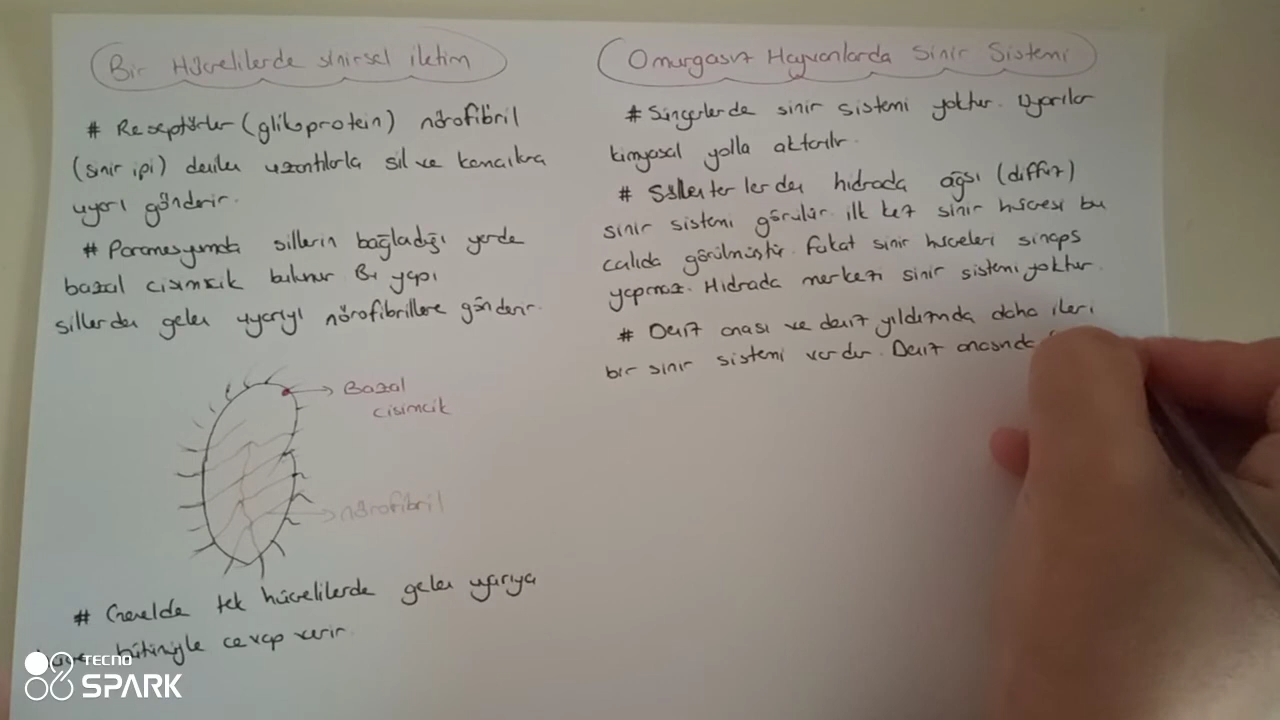 Bir Hücrelilerde sinirsel iletim
# Reseptörler (glikoprotein) nörofibril
(sinir ipi) denilen uzantılarla sil ve kamçılara
uyarı gönderir.
# Paramesyumda sillerin bağladığı yerde
bazal cisimcik bulunur Bu yapı
sillerden gelen uyarıyı nörofibrillere gönderir.
Bazal
cisimcik
nörofibril
# Genelde tek hücrelilerde gelen uyarıya
bütünüyle cevap verir.
Omurgasız Hayvanlarda Sinir Sistemi
# Süngerlerde sinir sistemi yoktur. Uyarılar
kimyasal yolla aktarılır.
# Sölenterlerden hidrada ağsı (diffüz)
sinir sistemi görülür. ilk kez sinir hücresi bu
calıda görülmüştür. Fakat sinir hücreleri sinaps
yapmaz. Hidrada merkezi sinir sistemi yoktur.
# Deniz anası ve deniz yıldızında daha ileri
bir sinir sistemi vardır. Deniz anasında
TECNO
SPARK